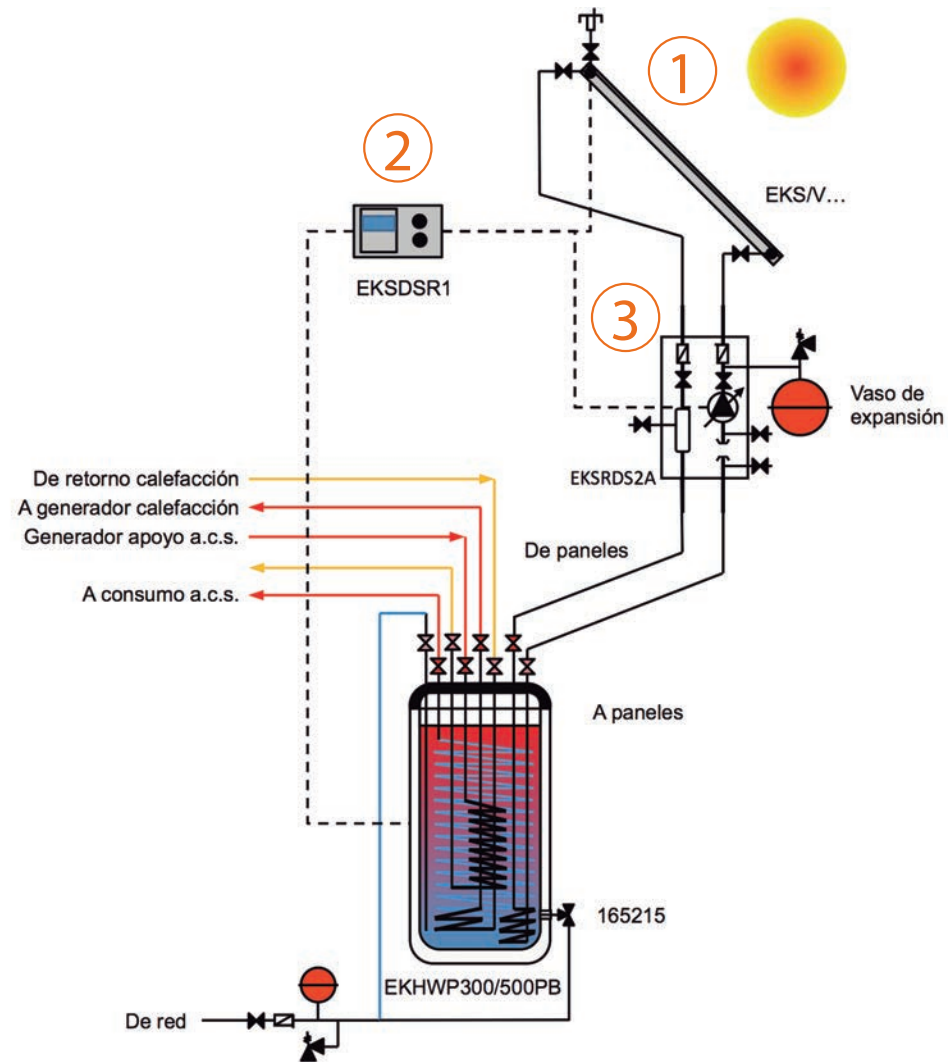 1
2
EKS/V...
EKSDSR1
3
Vaso de
expansión
EKSRDS2A
De retorno calefacción
A generador calefacción
Generador apoyo a.c.s.
De paneles
A consumo a.c.s.
A paneles
165215
EKHWP300/500PB
De red